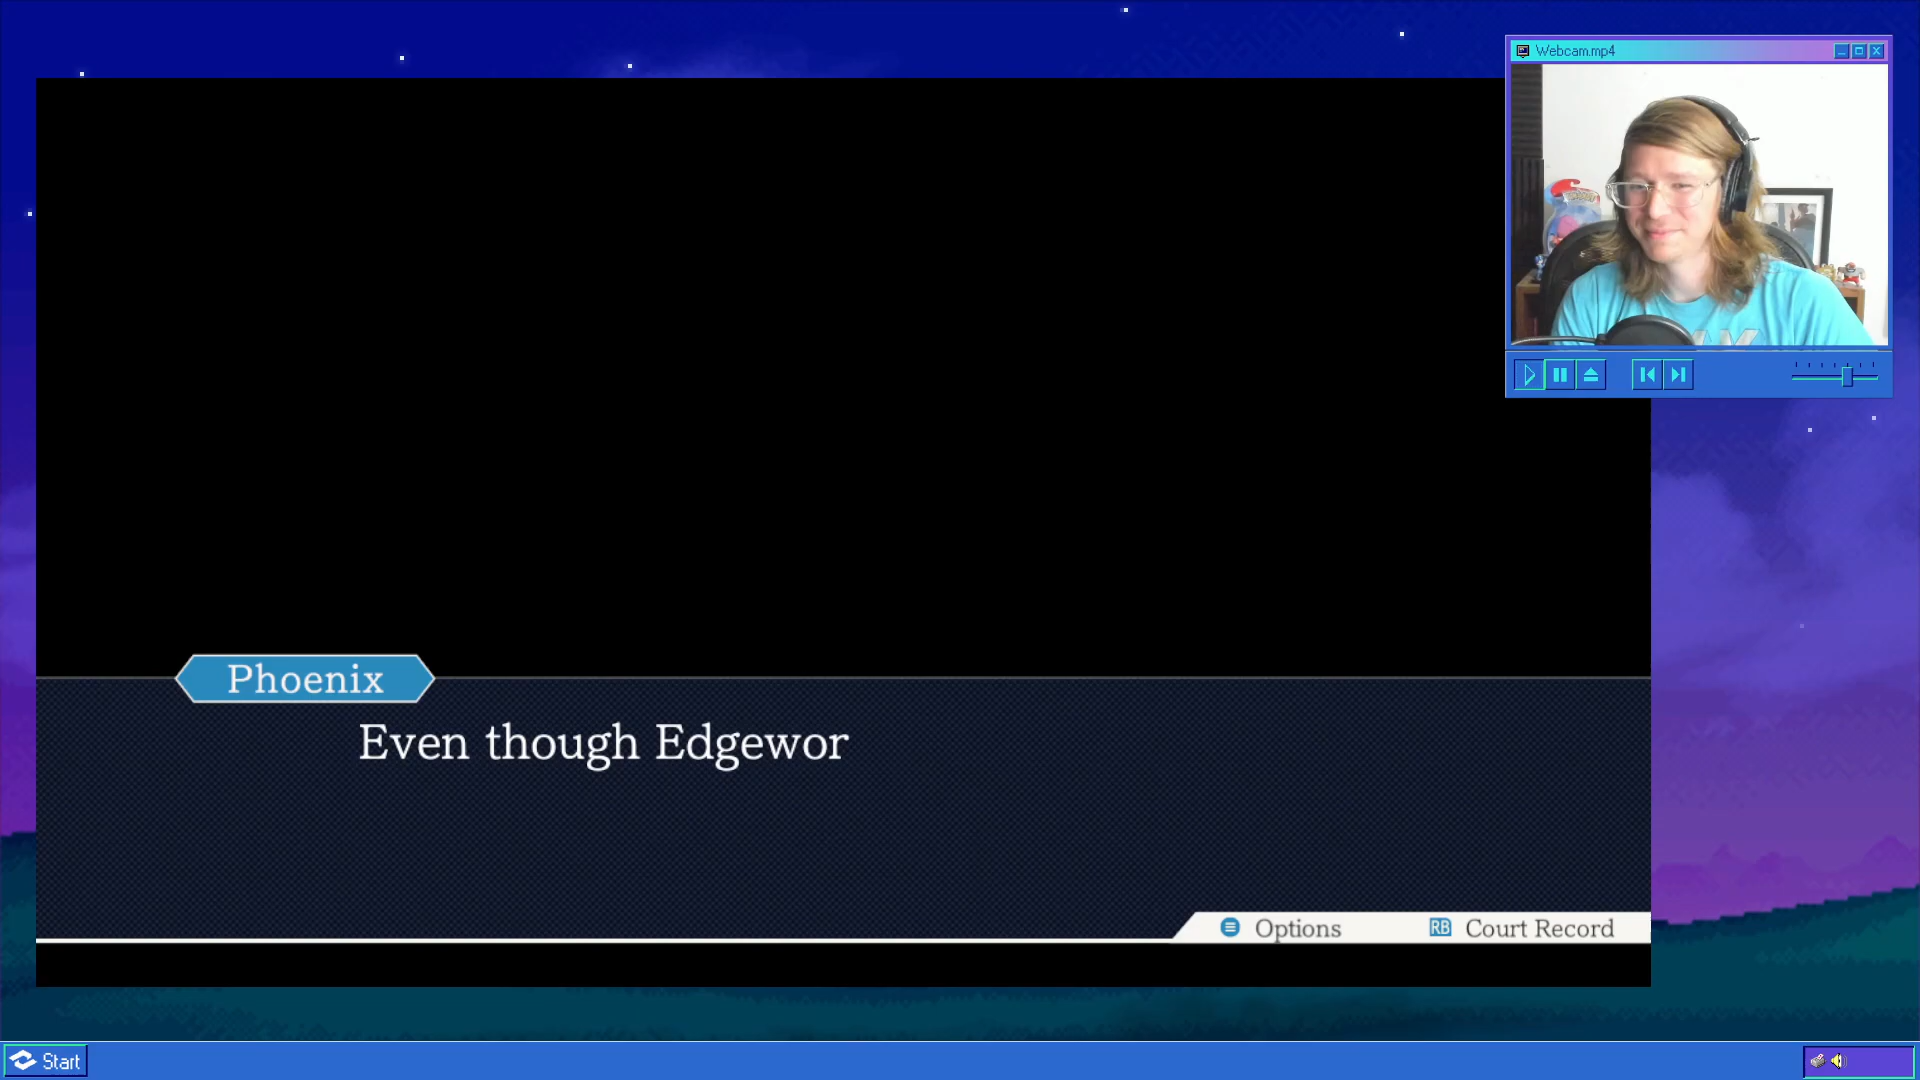 Webcam.mp4
Phoenix
Even though Edgewor
Options
RB Court Record
Start